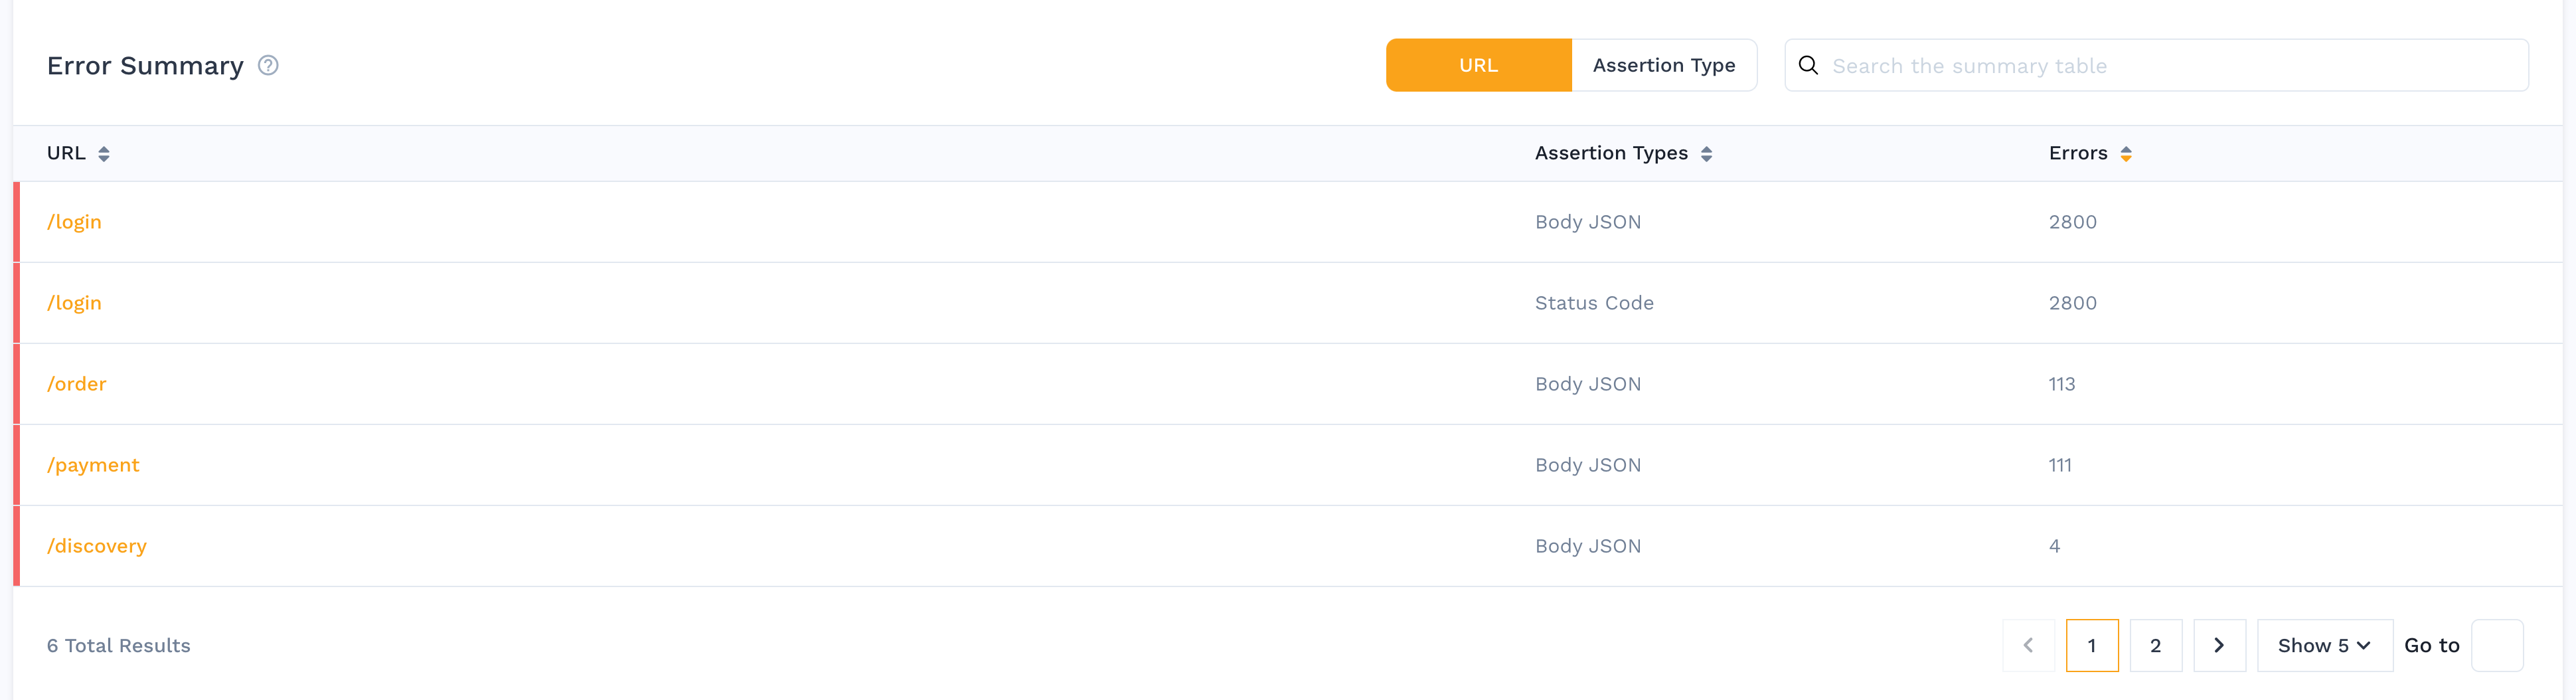 Error Summary ? URL Assertion Type Search the summary table
URL Assertion Types Errors
/login Body JSON 2800
/login Status Code 2800
/order Body JSON 113
/payment Body JSON 111
/discovery Body JSON 4
6 Total Results 1 2 Show 5 Go to